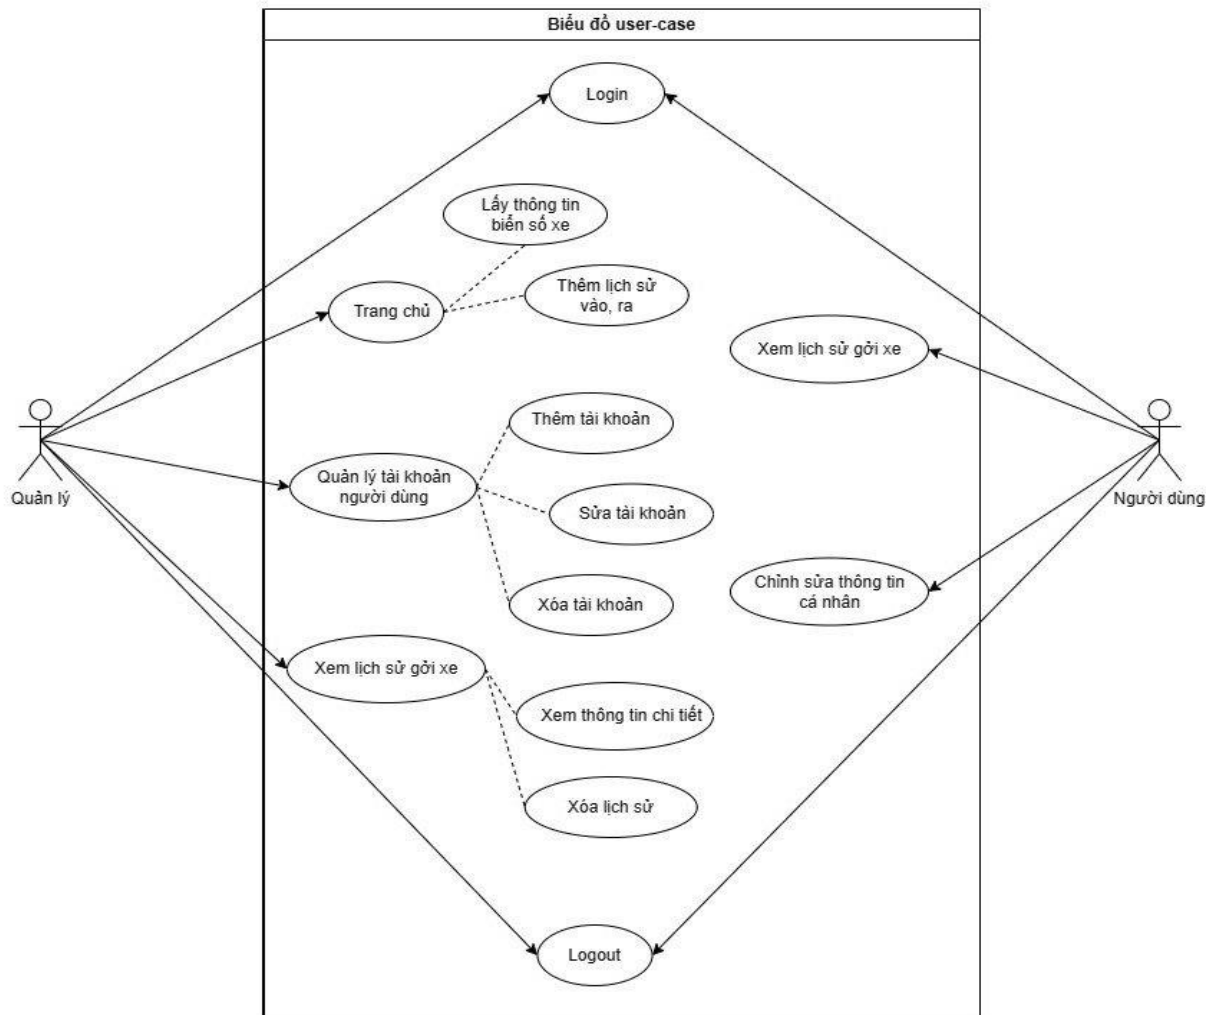 Biểu đồ user-case
Login
Lấy thông tin
biển số xe
Thêm lịch sử
vào, ra
Trang chủ
Xem lịch sử gởi xe
Thêm tài khoản
Quản lý tài khoản
người dùng
Quản lý
Người dùng
Sửa tài khoản
Chỉnh sửa thông tin
cá nhân
Xóa tài khoản
Xem lịch sử gởi xe
Xem thông tin chi tiết
Xóa lịch sử
Logout